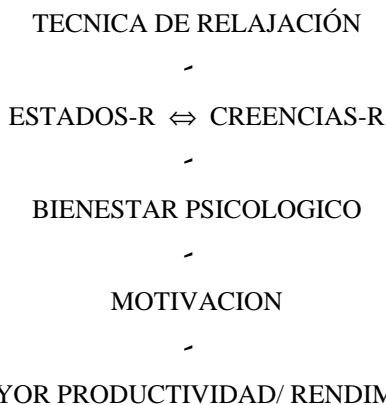 TECNICA DE RELAJACIÓN
-
ESTADOS-R ⇔ CREENCIAS-R
-
BIENESTAR PSICOLOGICO
-
MOTIVACION
-
YOR PRODUCTIVIDAD/ RENDIM